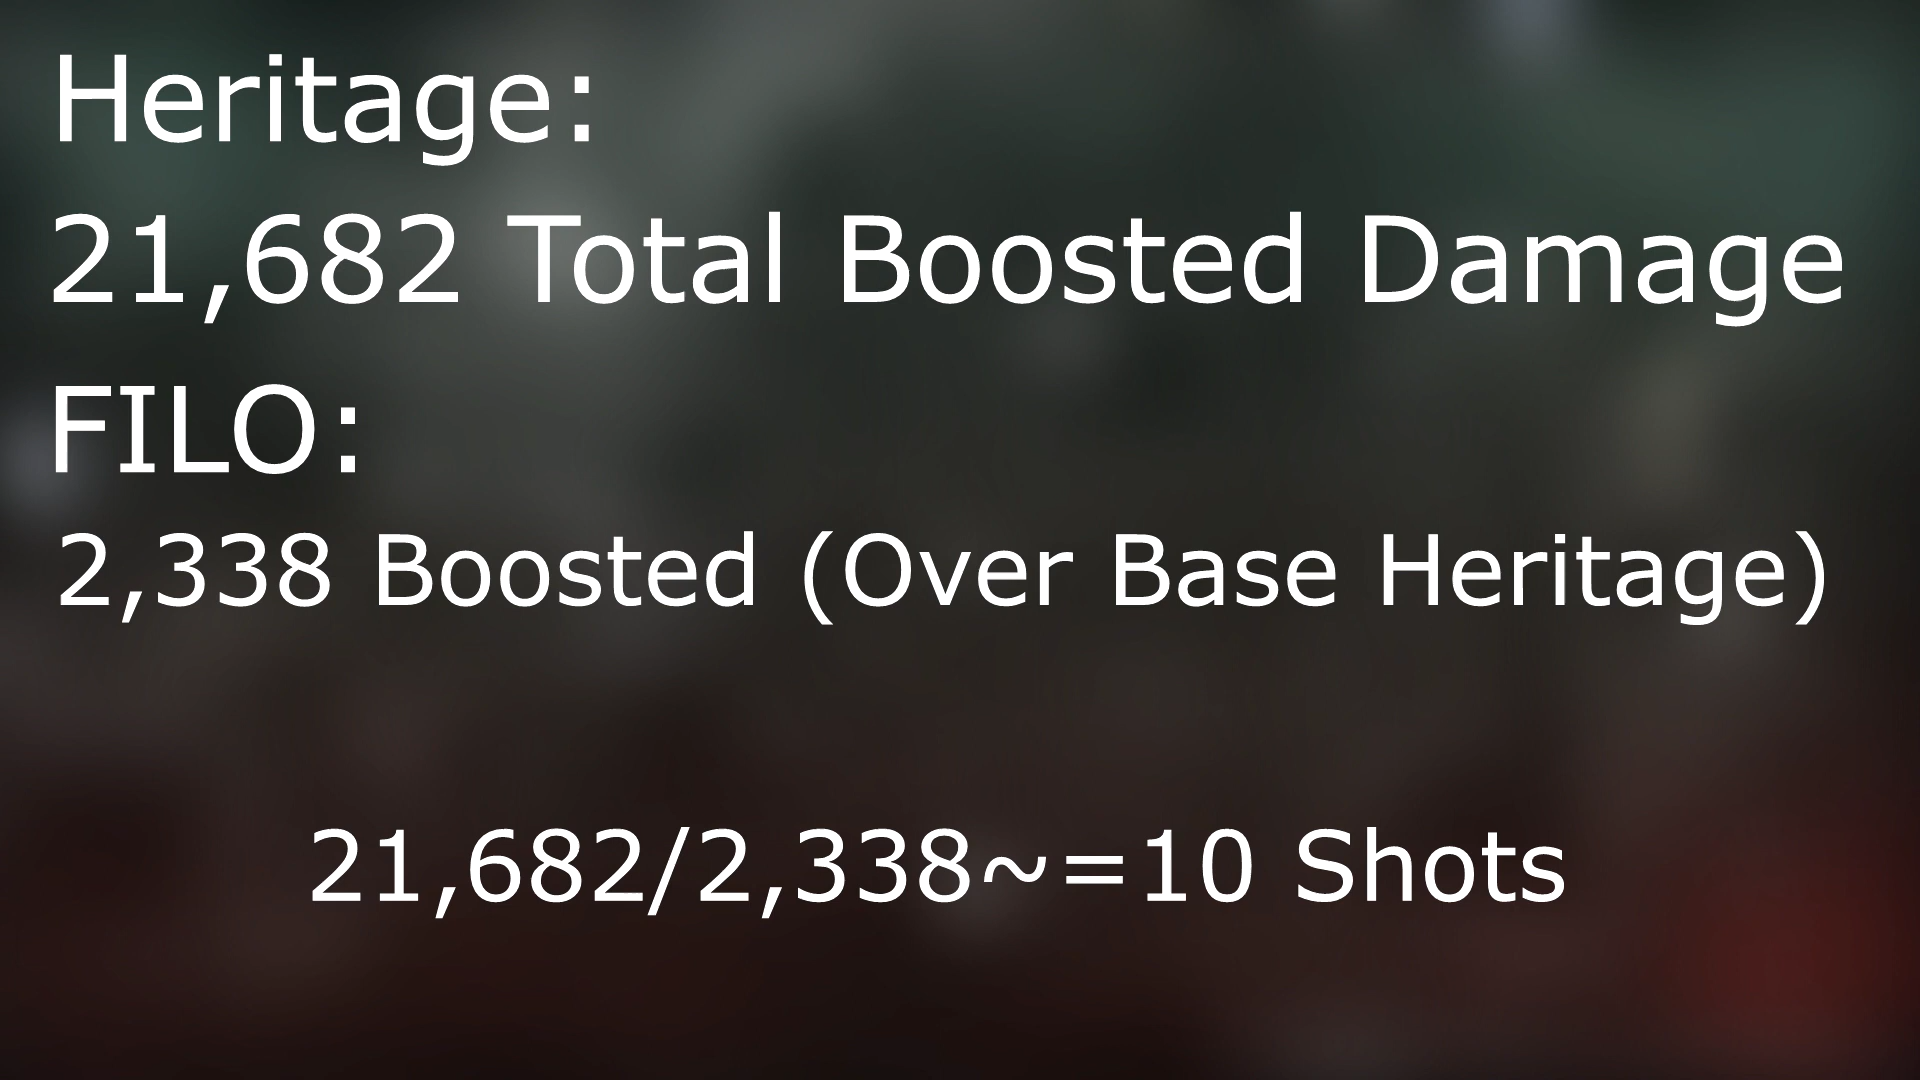 Heritage:
21,682 Total Boosted Damage
FILO:
2,338 Boosted (Over Base Heritage)
21,682/2,338~=10 Shots